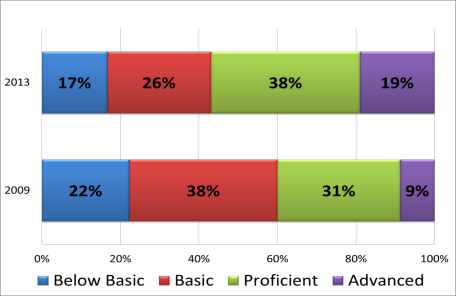 2013 17% 26% 38% 19%
2009 22% 38% 31% 9%
0% 20% 40% 60% 80% 100%
Below Basic Basic Proficient Advanced